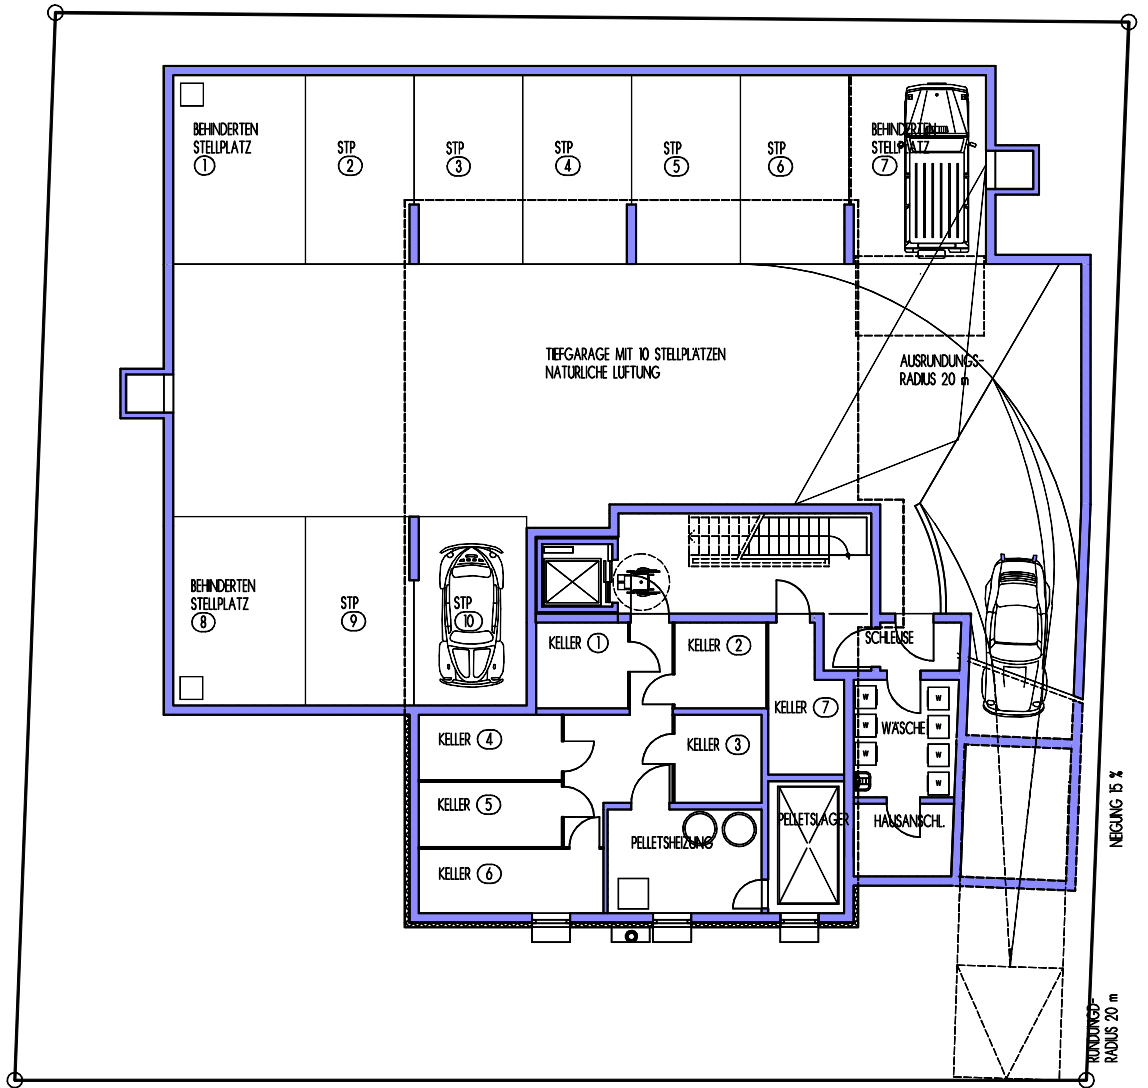 BEHINDERTEN
STELLPLATZ
1
STP
2
STP
3
STP
4
STP
5
STP
6
BEHINDERTEN
STELLPLATZ
7
TIEFGARAGE MIT 10 STELLPLÄTZEN
NATÜRLICHE LÜFTUNG
AUSRUNDUNGS-
RADIUS 20 m
BEHINDERTEN
STELLPLATZ
8
STP
9
STP
10
KELLER 1
KELLER 2
SCHLEUSE
KELLER 7
W
W
W
W
W
W
W
WÄSCHE
KELLER 4
KELLER 3
KELLER 5
PELLETSHEIZUNG
PELLETSLAGER
HAUSANSCHL.
KELLER 6
NEIGUNG 15 %
RUNDUNGD-
RADIUS 20 m